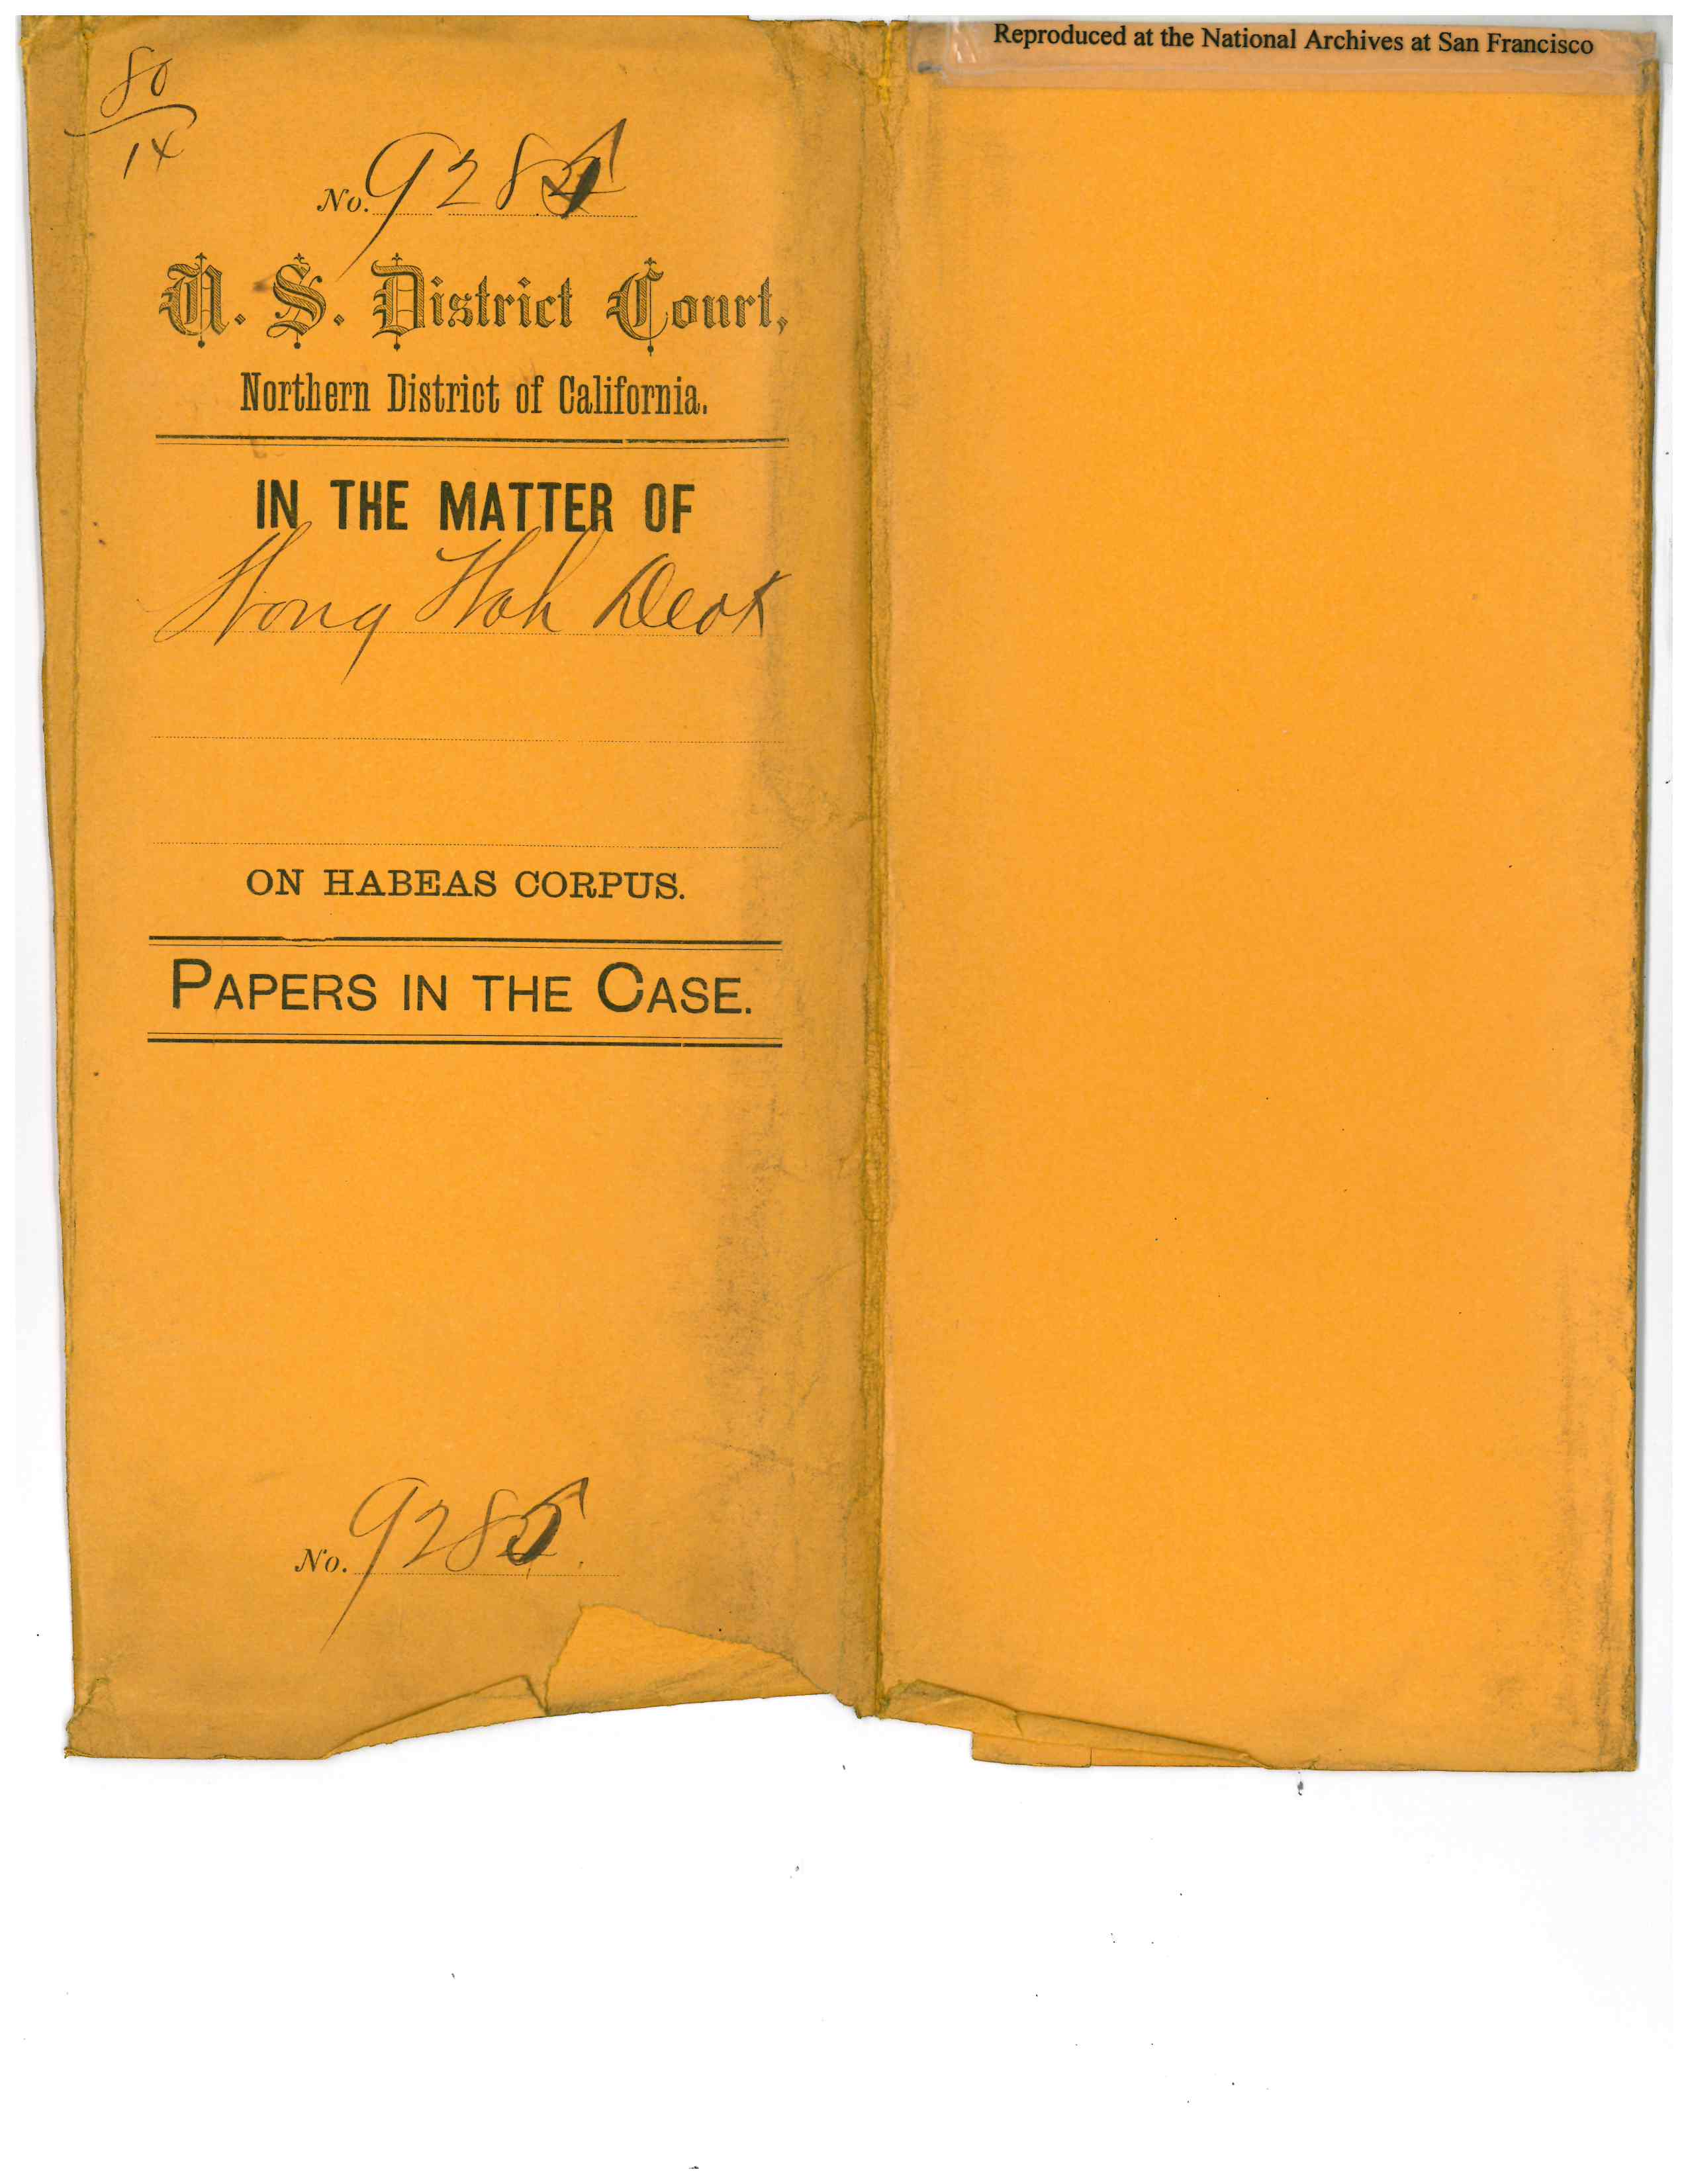 Reproduced at the National Archives at San Francisco
80
14
No. 9285
U. S. District Court,
Northern District of California.
IN THE MATTER OF
Wong Wah Deok
ON HABEAS CORPUS.
PAPERS IN THE CASE.
No. 9285